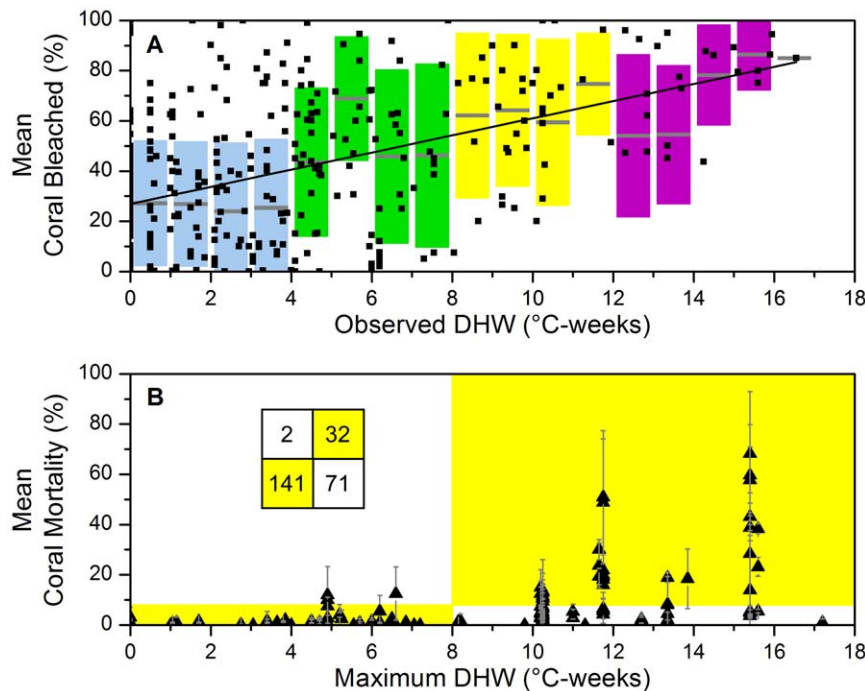 A
Mean
Coral Bleached (%)
100
80
60
40
20
0
0 2 4 6 8 10 12 14 16 18
Observed DHW (°C-weeks)
B
Mean
Coral Mortality (%)
100
80
60
40
20
0
2 32
141 71
0 2 4 6 8 10 12 14 16 18
Maximum DHW (°C-weeks)